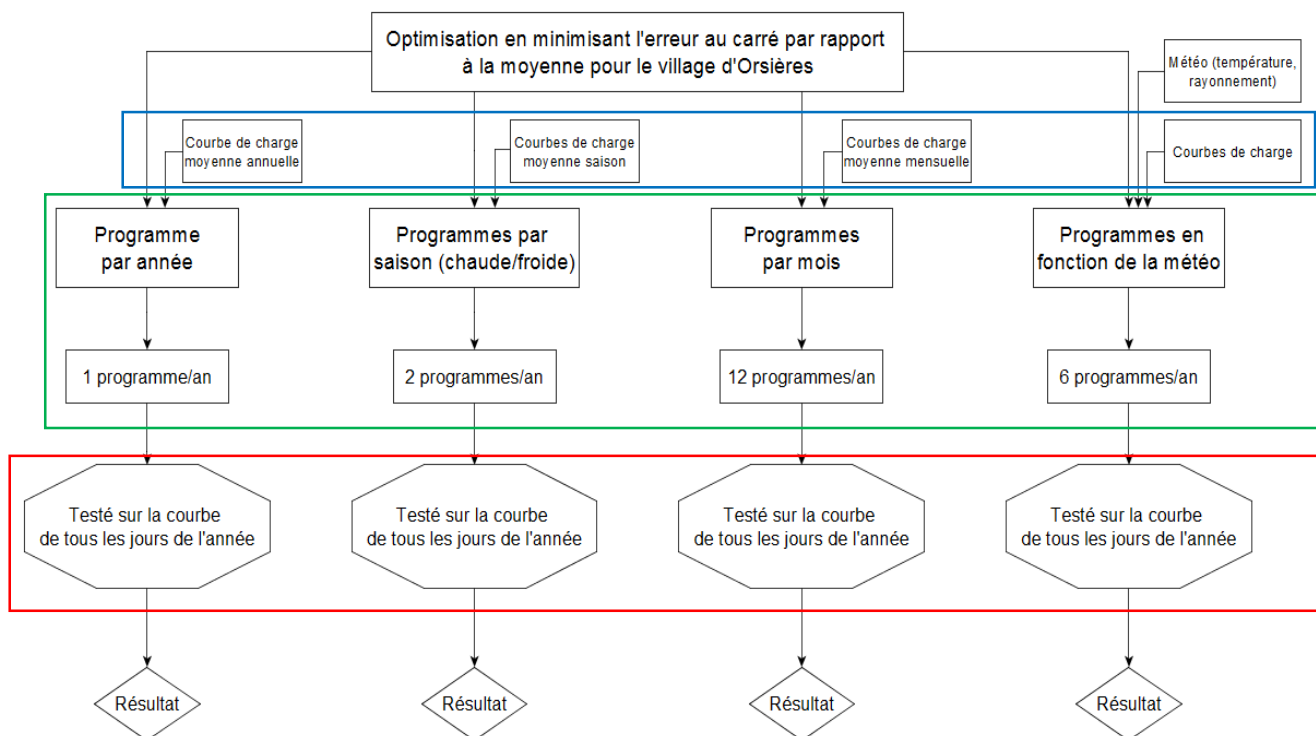 Optimisation en minimisant l'erreur au carré par rapport
à la moyenne pour le village d'Orsières
Météo (température,
rayonnement)
Courbe de charge
moyenne annuelle
Courbes de charge
moyenne saison
Courbes de charge
moyenne mensuelle
Courbes de charge
Programme
par année
Programmes par
saison (chaude/froide)
Programmes
par mois
Programmes en
fonction de la météo
1 programme/an
2 programmes/an
12 programmes/an
6 programmes/an
Testé sur la courbe
de tous les jours de l'année
Testé sur la courbe
de tous les jours de l'année
Testé sur la courbe
de tous les jours de l'année
Testé sur la courbe
de tous les jours de l'année
Résultat
Résultat
Résultat
Résultat